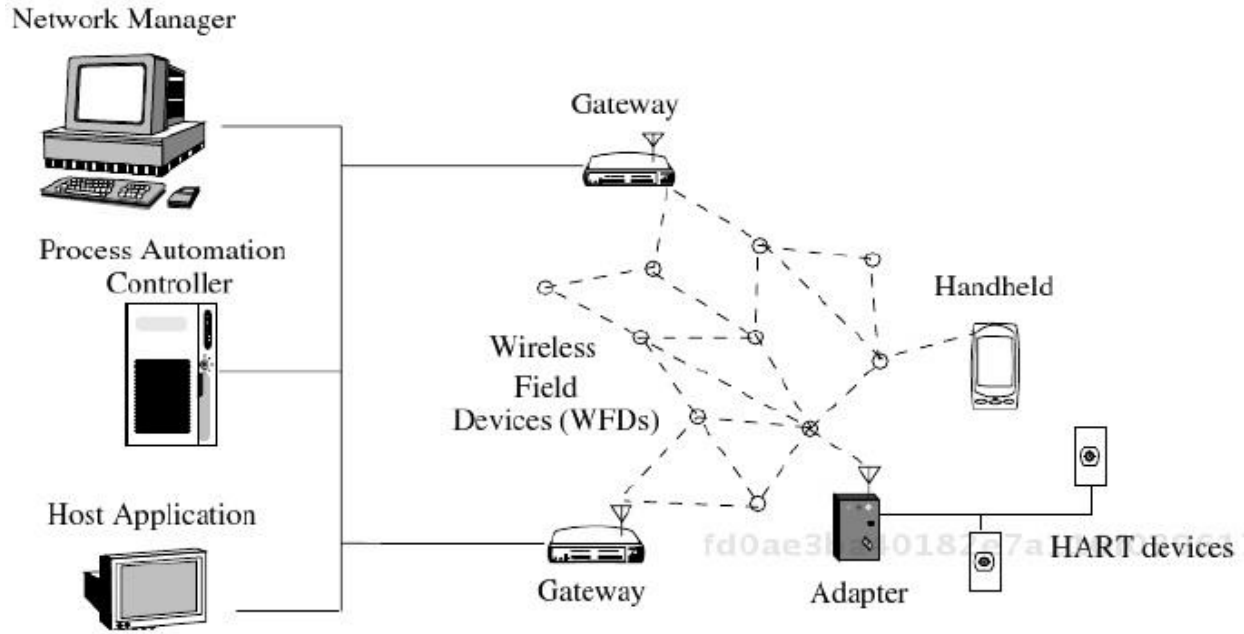 Network Manager
Gateway
Process Automation
Controller
Handheld
Wireless
Field
Devices (WFDs)
Host Application
HART devices
Gateway
Adapter